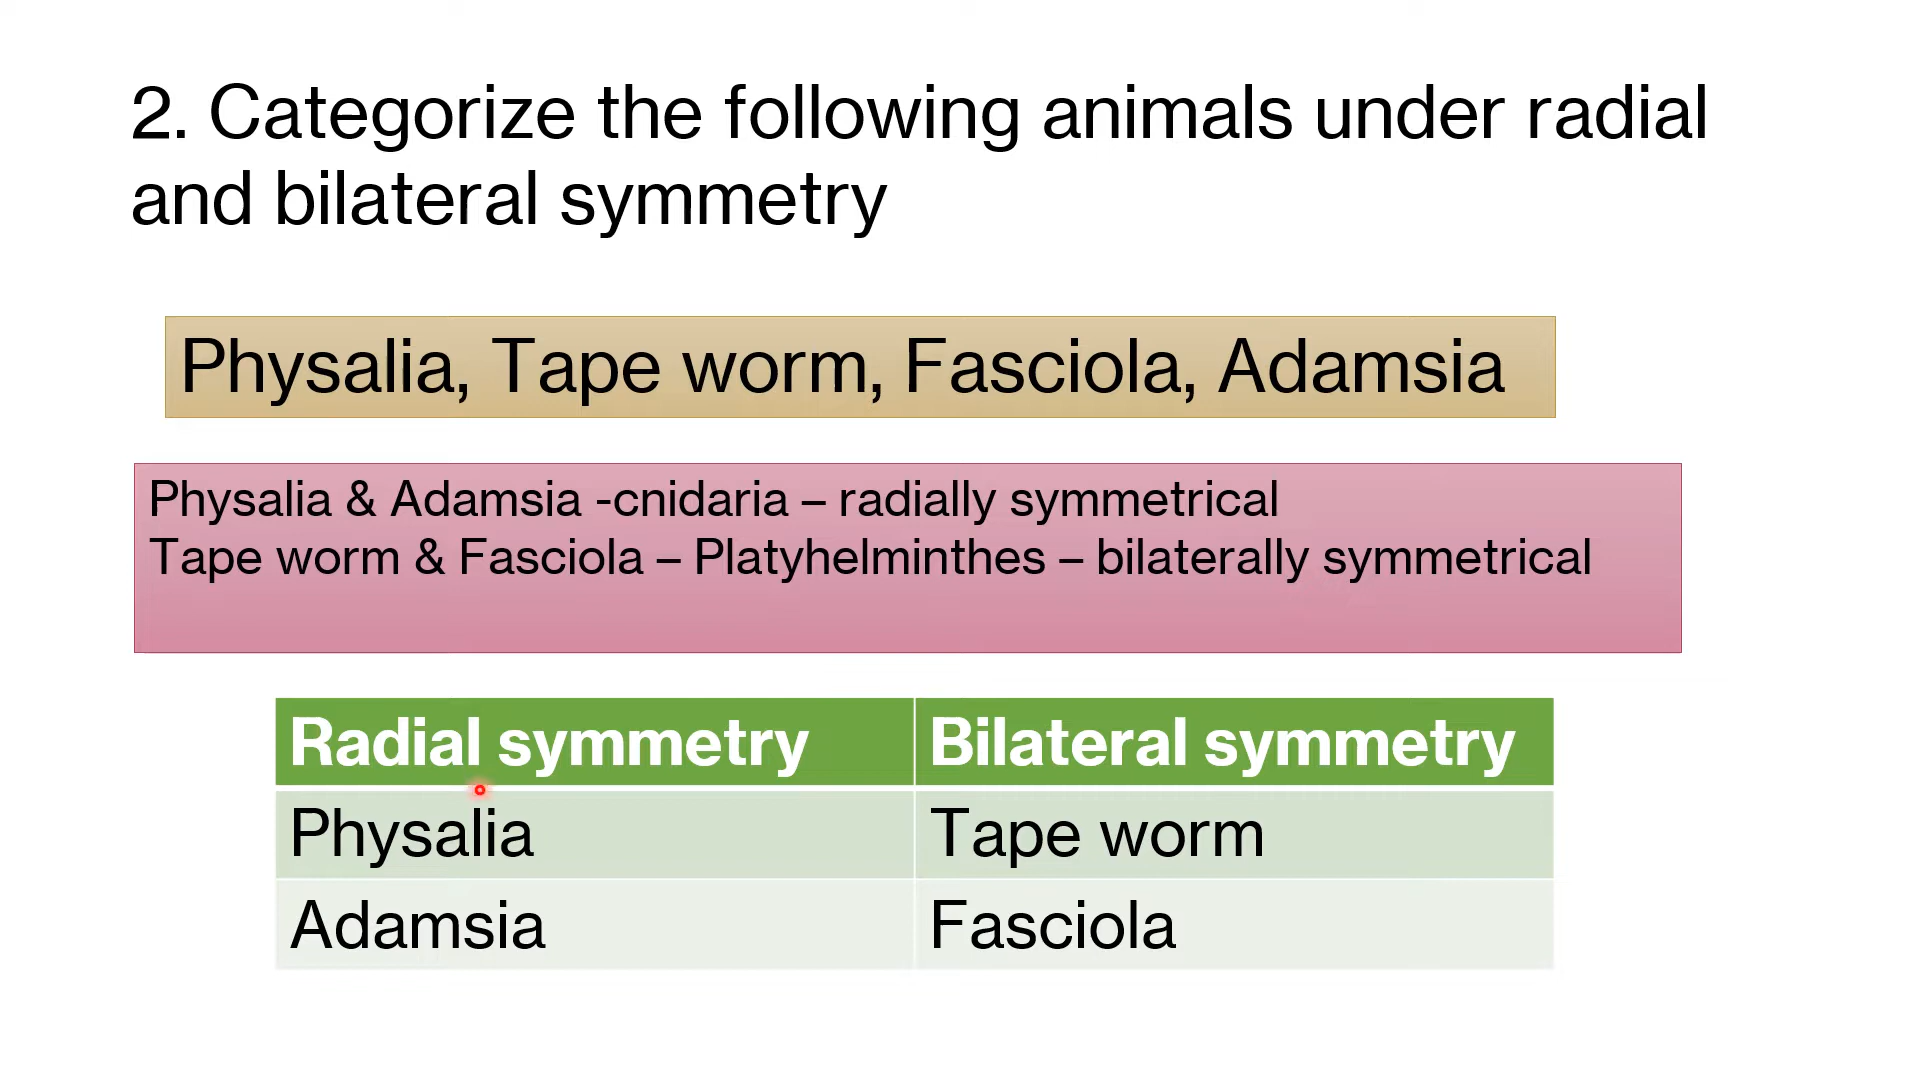 2. Categorize the following animals under radial
and bilateral symmetry
Physalia, Tape worm, Fasciola, Adamsia
Physalia & Adamsia -cnidaria – radially symmetrical
Tape worm & Fasciola – Platyhelminthes – bilaterally symmetrical
Radial symmetry Bilateral symmetry
Physalia Tape worm
Adamsia Fasciola